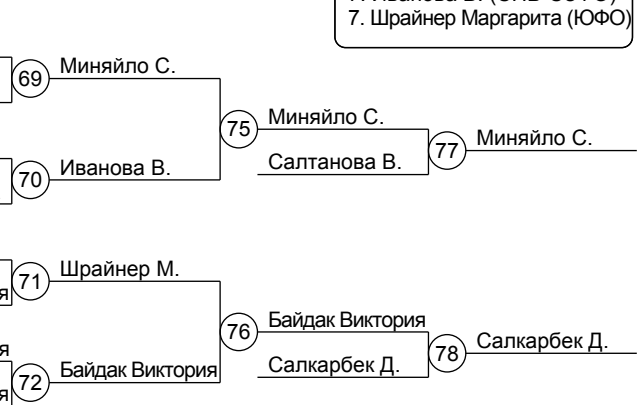 7. Шрайнер Маргарита (ЮФО)
69 Миняйло С.
75 Миняйло С.
77 Миняйло С.
Салтанова В.
70 Иванова В.
71 Шрайнер М.
76 Байдак Виктория
78 Салкарбек Д.
Салкарбек Д.
72 Байдак Виктория